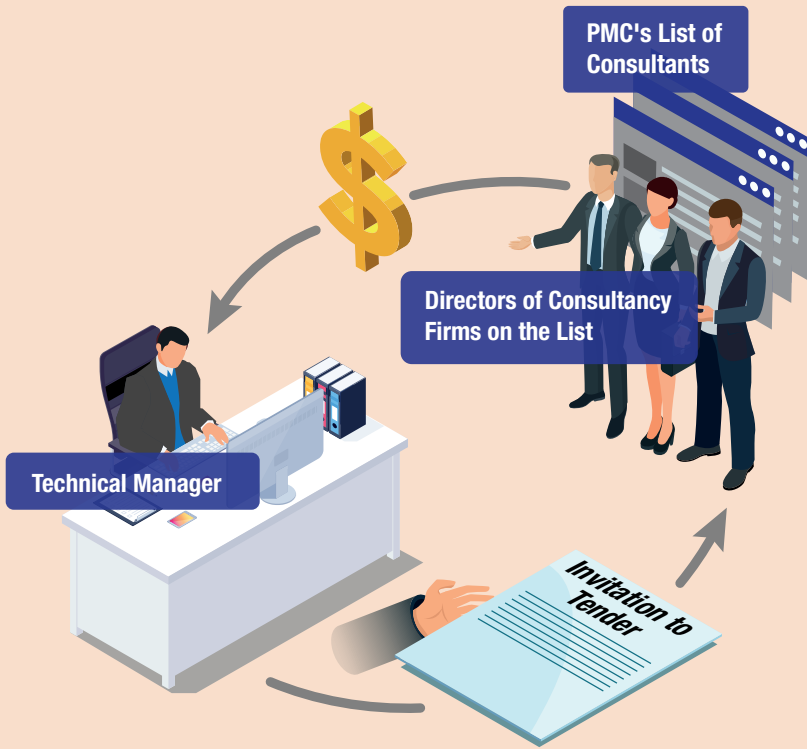 PMC's List of
Consultants
Directors of Consultancy
Firms on the List
Technical Manager
Invitation to
Tender